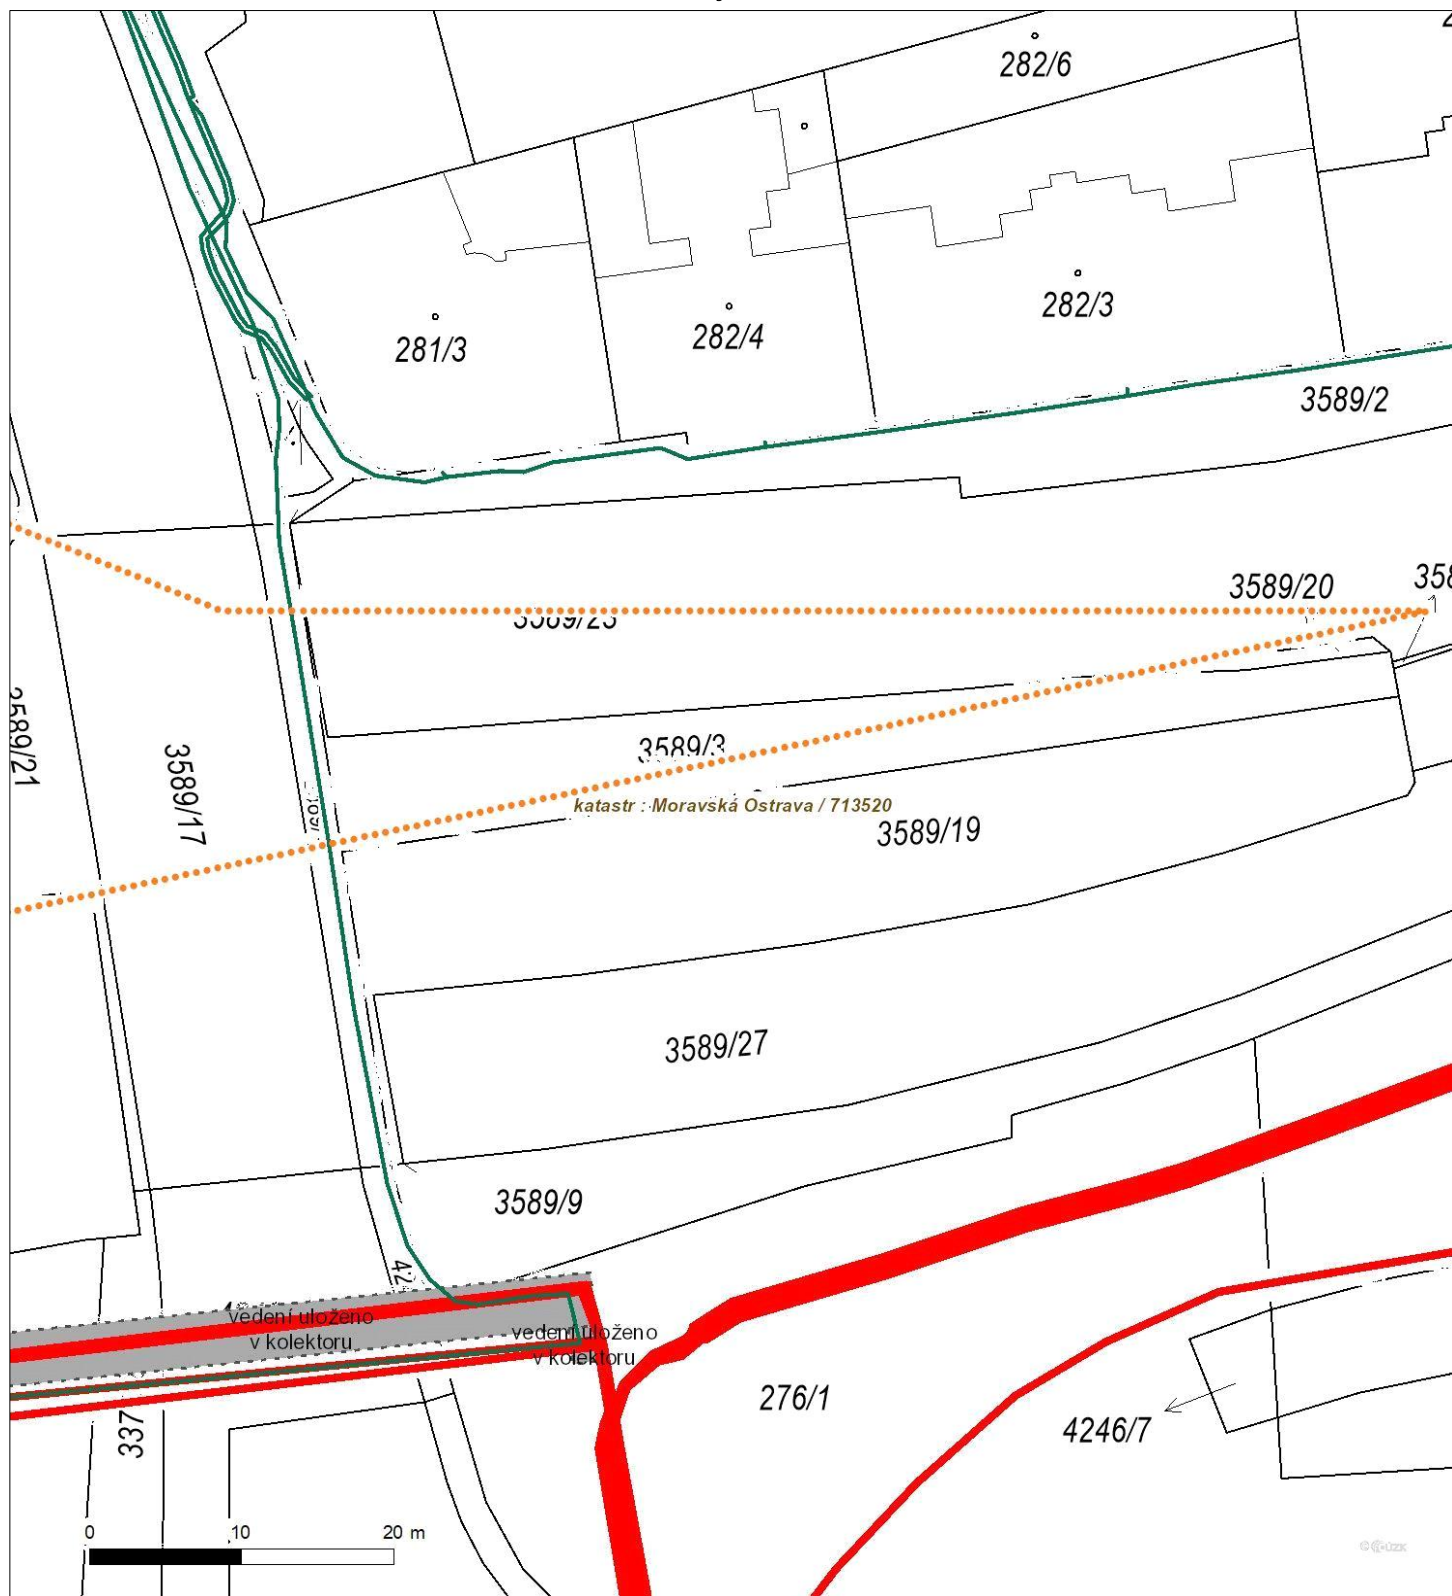 282/6
282/3
282/4
281/3
3589/2
3589/20
3589/3
3589/21
3589/17
katastr : Moravská Ostrava / 713520
3589/19
3589/27
3589/9
vedení uloženo
v kolektoru
vedení uloženo
v kolektoru
276/1
4246/7
337
0 10 20 m